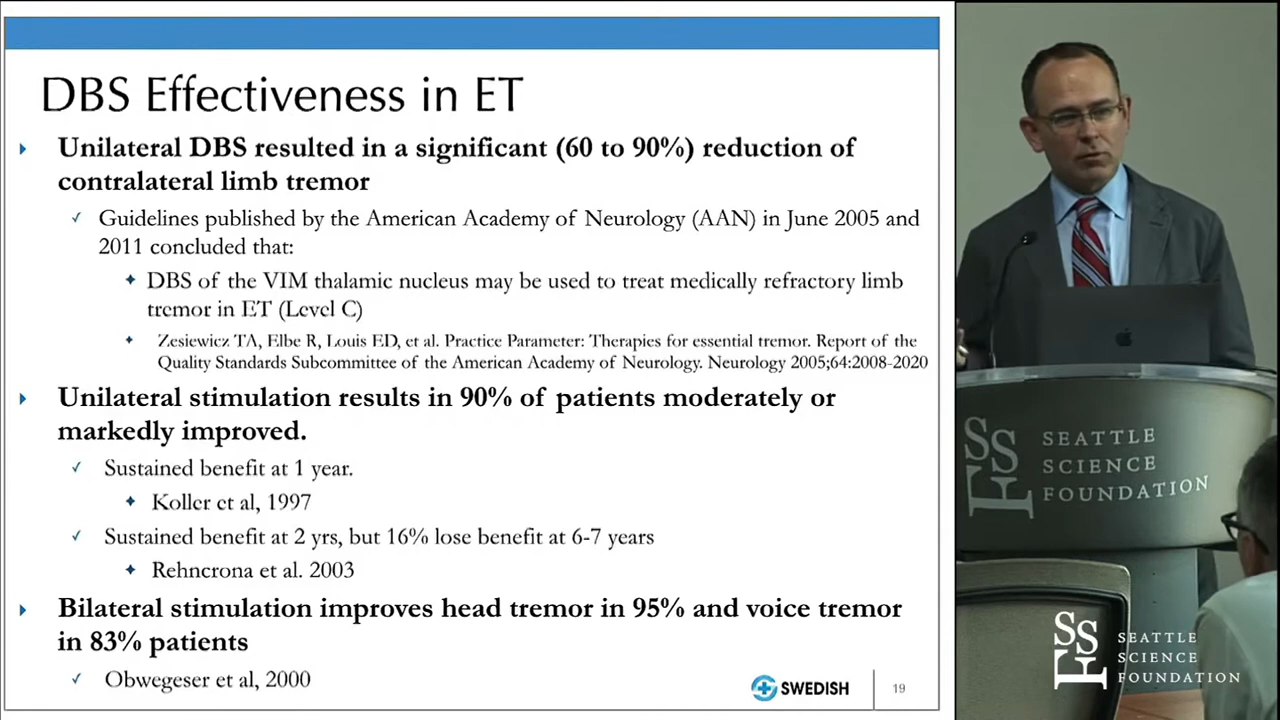 DBS Effectiveness in ET
Unilateral DBS resulted in a significant (60 to 90%) reduction of
contralateral limb tremor
Guidelines published by the American Academy of Neurology (AAN) in June 2005 and
2011 concluded that:
DBS of the VIM thalamic nucleus may be used to treat medically refractory limb
tremor in ET (Level C)
Zesiewicz TA, Elbe R, Louis ED, et al. Practice Parameter: Therapies for essential tremor. Report of the
Quality Standards Subcommittee of the American Academy of Neurology. Neurology 2005;64:2008-2020
Unilateral stimulation results in 90% of patients moderately or
markedly improved.
Sustained benefit at 1 year.
Koller et al, 1997
Sustained benefit at 2 yrs, but 16% lose benefit at 6-7 years
Rehncrona et al. 2003
Bilateral stimulation improves head tremor in 95% and voice tremor
in 83% patients
Obwegeser et al, 2000
SWEDISH
19
SSF
SEATTLE
SCIENCE
FOUNDATION
SSF
SEATTLE
SCIENCE
FOUNDATION